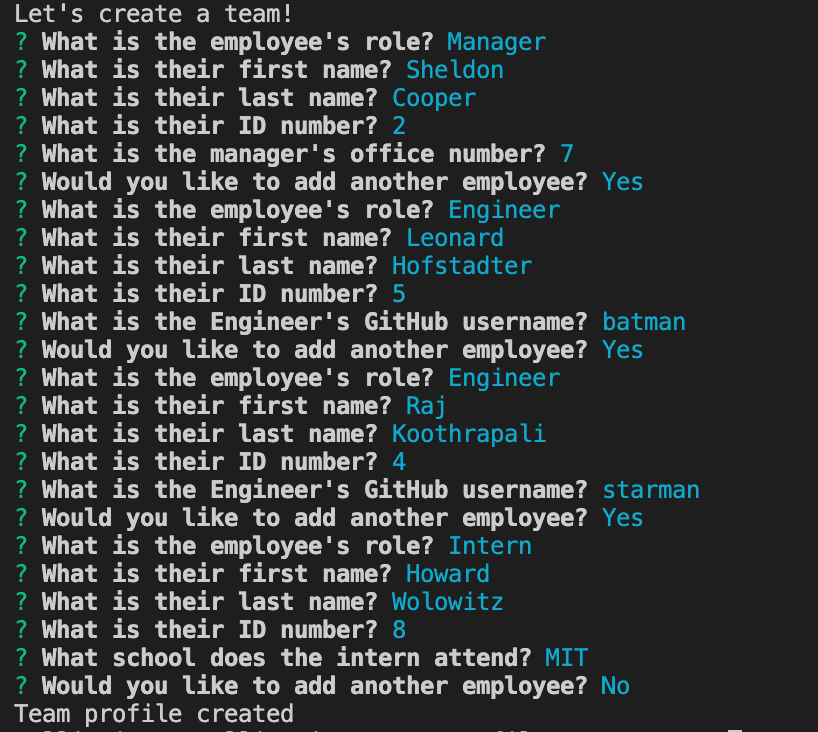 Let's create a team!
? What is the employee's role? Manager
? What is their first name? Sheldon
? What is their last name? Cooper
? What is their ID number? 2
? What is the manager's office number? 7
? Would you like to add another employee? Yes
? What is the employee's role? Engineer
? What is their first name? Leonard
? What is their last name? Hofstadter
? What is their ID number? 5
? What is the Engineer's GitHub username? batman
? Would you like to add another employee? Yes
? What is the employee's role? Engineer
? What is their first name? Raj
? What is their last name? Koothrapali
? What is their ID number? 4
? What is the Engineer's GitHub username? starman
? Would you like to add another employee? Yes
? What is the employee's role? Intern
? What is their first name? Howard
? What is their last name? Wolowitz
? What is their ID number? 8
? What school does the intern attend? MIT
? Would you like to add another employee? No
Team profile created